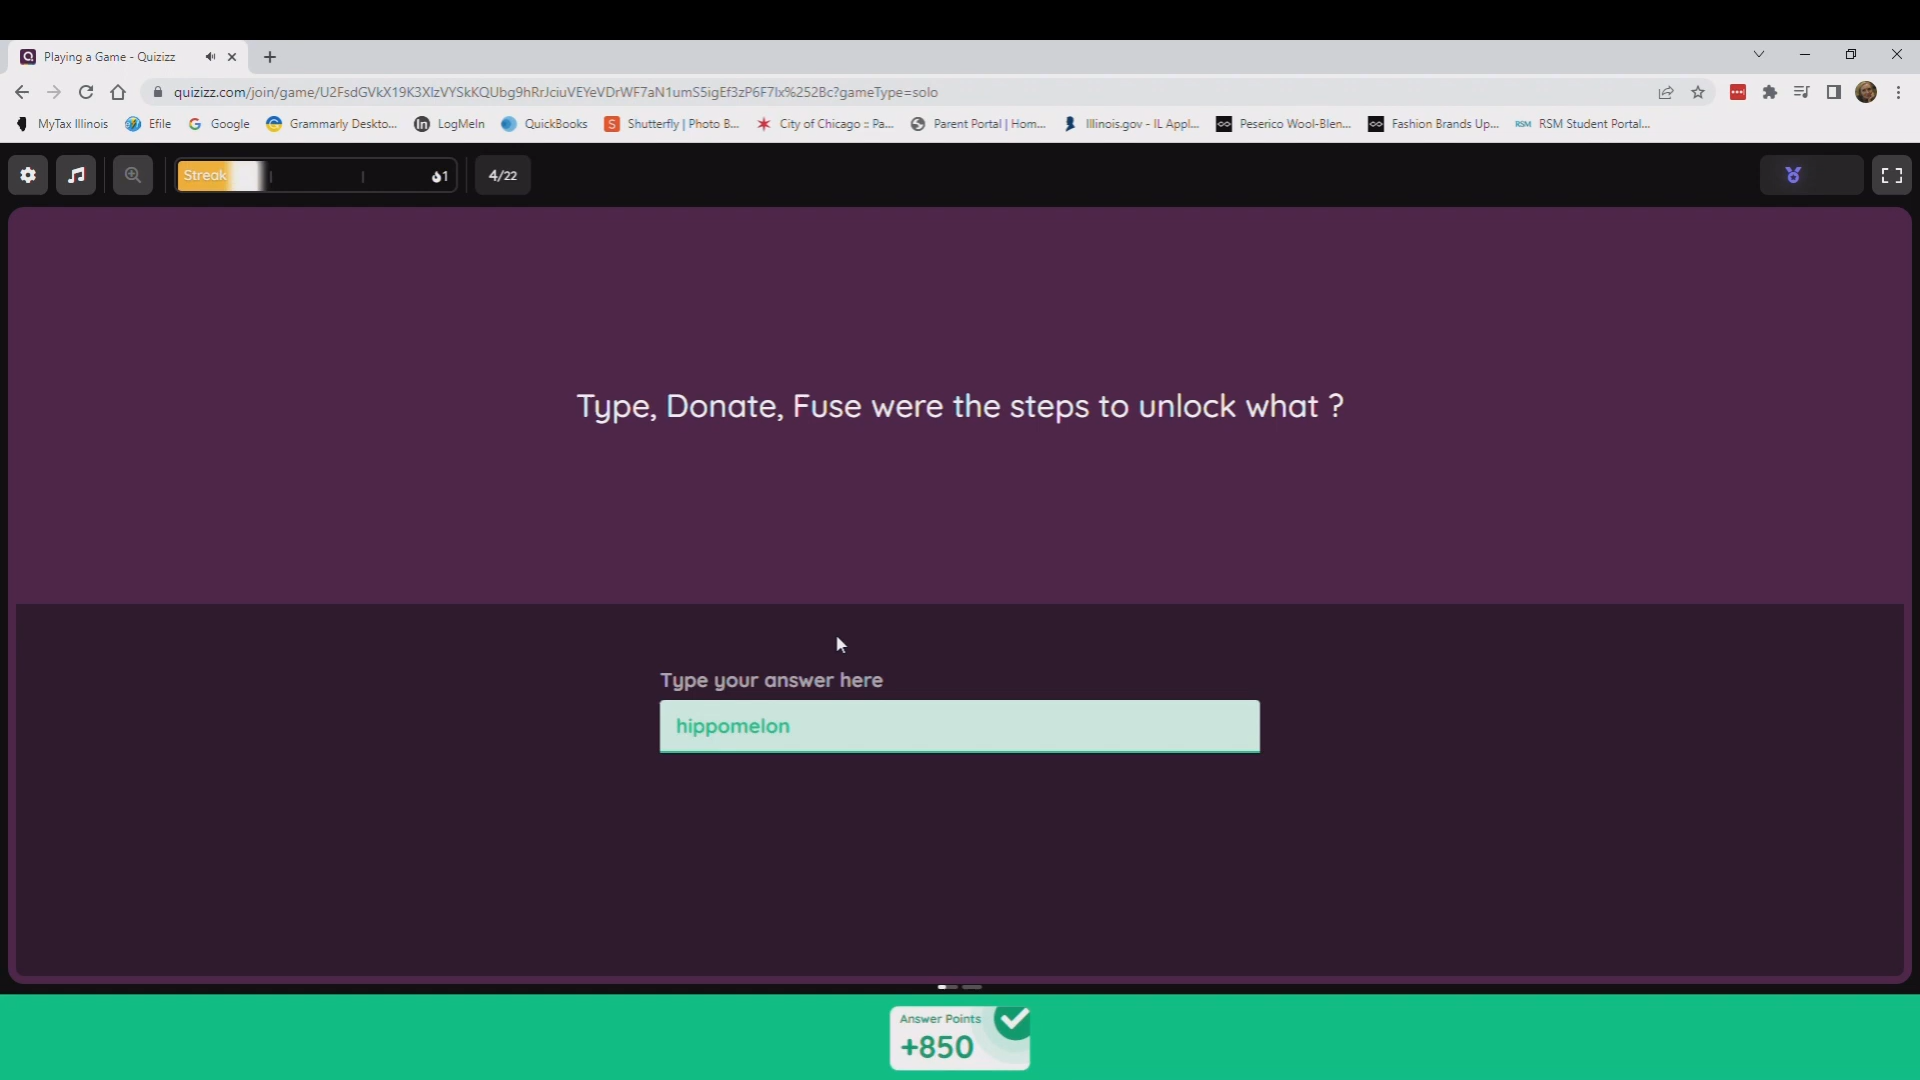 Playing a Game - Quizizz
quizizz.com/join/game/U2FsdGVkX19K3XIzVYSkKQUbg9hRrJciuVEYeVDrWF7aN1umS5igEf3zP6F7Ix%252Bc?gameType=solo
MyTax Illinois Efile Google Grammarly Deskto... LogMeIn QuickBooks Shutterfly | Photo B... City of Chicago :: Pa... Parent Portal | Hom... Illinois.gov - IL Appl... Peserico Wool-Blen... Fashion Brands Up... RSM RSM Student Portal...
Streak 1 4/22
Type, Donate, Fuse were the steps to unlock what ?
Type your answer here
hippomelon
Answer Points
+850